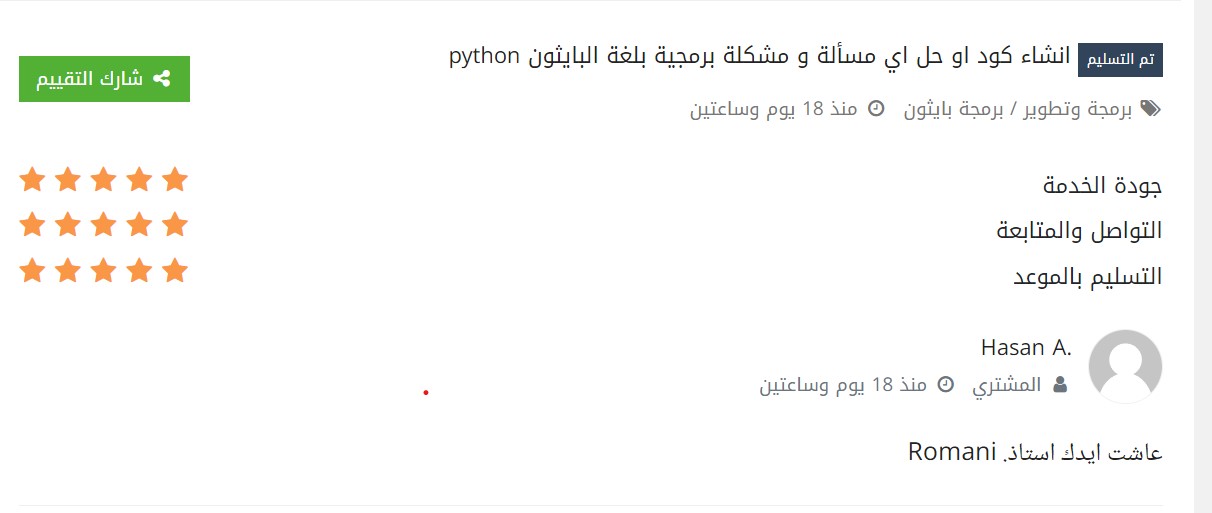 تم التسليم انشاء كود او حل اي مسألة و مشكلة برمجية بلغة البايثون python
شارك التقييم
برمجة وتطوير / برمجة بايثون منذ 18 يوم وساعتين
جودة الخدمة
التواصل والمتابعة
التسليم بالموعد
Hasan A.
المشتري منذ 18 يوم وساعتين
عاشت ايدك استاذ. Romani